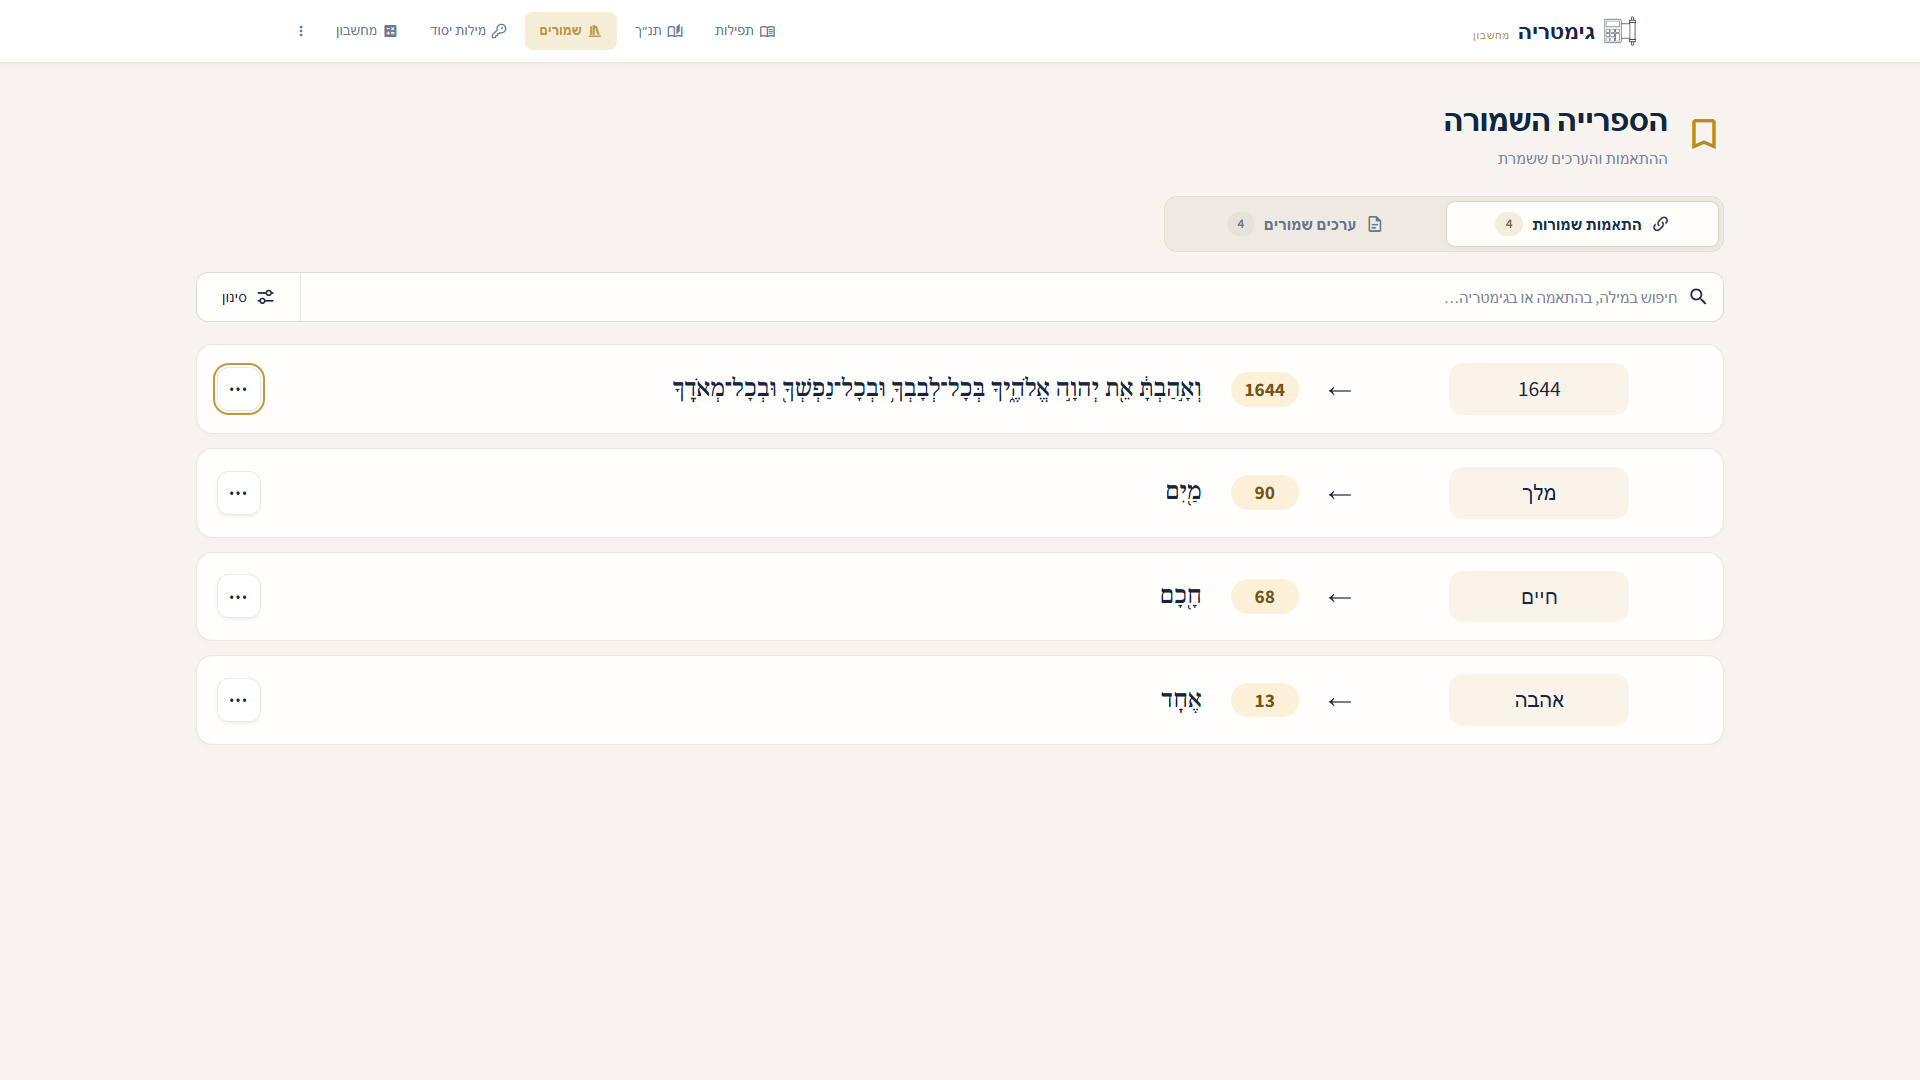 גימטריה מחשבון
תפילות
תנ״ך
שמורים
מילות יסוד
מחשבון
הספרייה השמורה
ההתאמות והערכים ששמרת
התאמות שמורות 4
ערכים שמורים 4
חיפוש במילה, בהתאמה או בגימטריה...
סינון
1644 ← 1644 וְאָ֣הַבְתָּ֔ אֵ֖ת יְהוָ֣ה אֱלֹהֶ֑יךָ בְּכָל־לְבָבְךָ֥ וּבְכָל־נַפְשְׁךָ֖ וּבְכָל־מְאֹדֶֽךָ
מלך ← 90 מַ֖יִם
חיים ← 68 חָ֖כָם
אהבה ← 13 אֶחָֽד